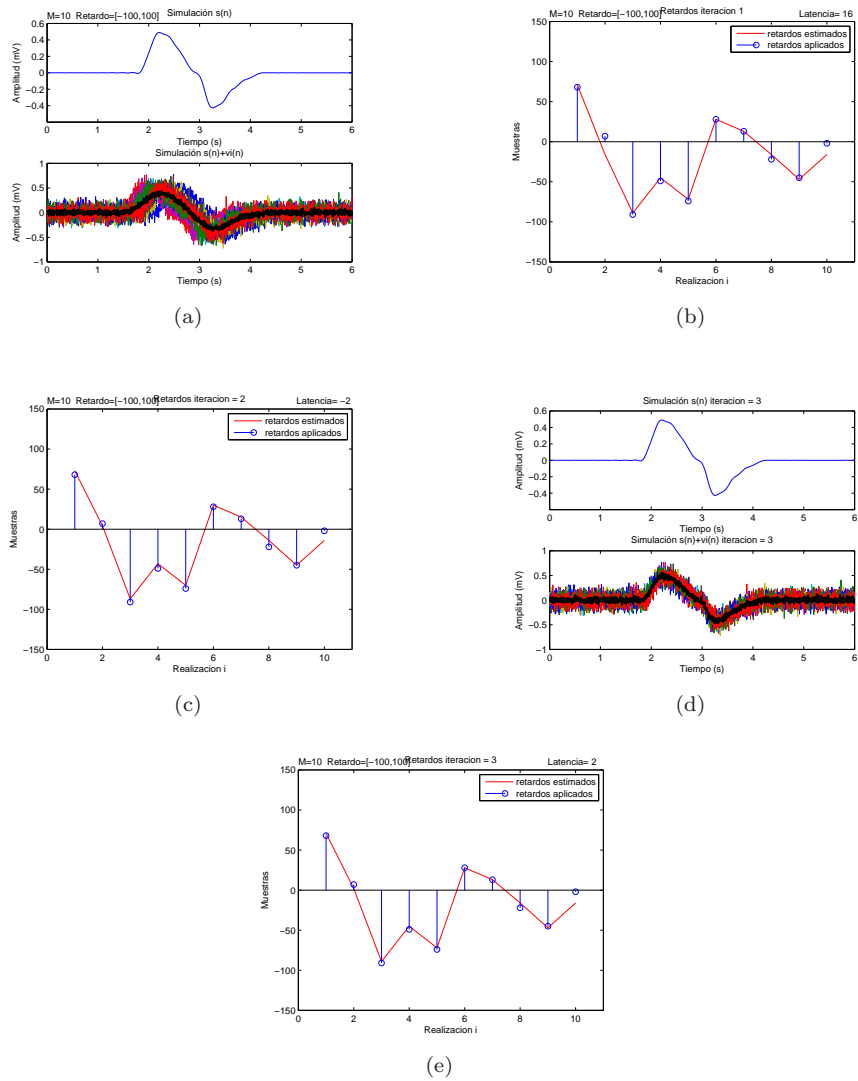 M=10 Retardo=[−100,100]
Simulación s(n)
Amplitud (mV)
0.6
0.4
0.2
0
−0.2
−0.4
0 1 2 3 4 5 6
Tiempo (s)
Simulación s(n)+vi(n)
Amplitud (mV)
1
0.5
0
−0.5
−1
0 1 2 3 4 5 6
Tiempo (s)
(a)
M=10 Retardo=[−100,100]
Retardos iteracion 1
Latencia= 16
retardos estimados
retardos aplicados
Muestras
150
100
50
0
−50
−100
−150
0 2 4 6 8 10
Realizacion i
(b)
M=10 Retardo=[−100,100]
Retardos iteracion = 2
Latencia= −2
retardos estimados
retardos aplicados
Muestras
150
100
50
0
−50
−100
−150
0 2 4 6 8 10
Realizacion i
(c)
Simulación s(n) iteracion = 3
Amplitud (mV)
0.6
0.4
0.2
0
−0.2
−0.4
0 1 2 3 4 5 6
Tiempo (s)
Simulación s(n)+vi(n) iteracion = 3
Amplitud (mV)
1
0.5
0
−0.5
−1
0 1 2 3 4 5 6
Tiempo (s)
(d)
M=10 Retardo=[−100,100]
Retardos iteracion = 3
Latencia= 2
retardos estimados
retardos aplicados
Muestras
150
100
50
0
−50
−100
−150
0 2 4 6 8 10
Realizacion i
(e)